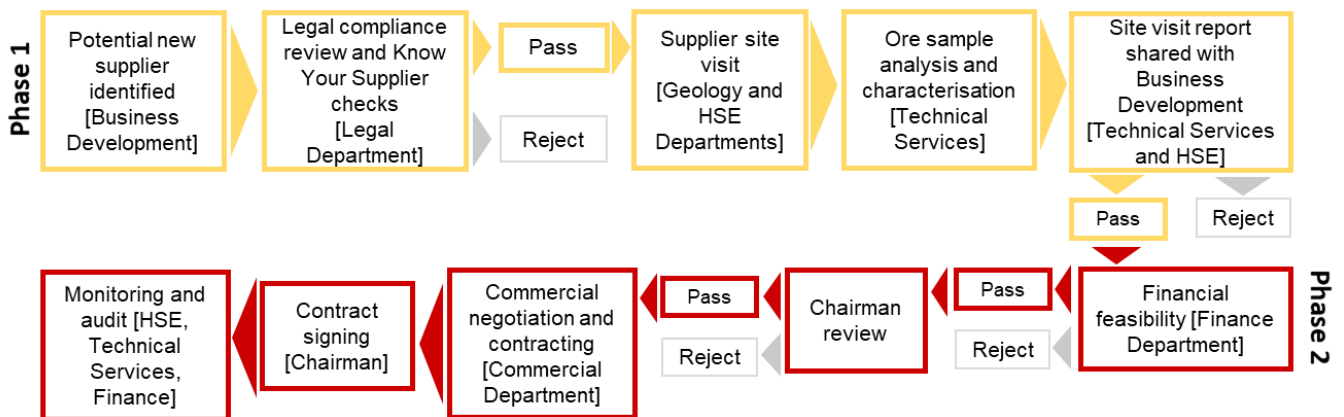 Phase 1
Potential new
supplier
identified
[Business
Development]
Legal compliance
review and Know
Your Supplier
checks
[Legal
Department]
Pass
Reject
Supplier site
visit
[Geology and
HSE
Departments]
Ore sample
analysis and
characterisation
[Technical
Services]
Site visit report
shared with
Business
Development
[Technical Services
and HSE]
Pass
Reject
Phase 2
Financial
feasibility [Finance
Department]
Pass
Reject
Chairman
review
Pass
Reject
Commercial
negotiation and
contracting
[Commercial
Department]
Contract
signing
[Chairman]
Monitoring and
audit [HSE,
Technical
Services,
Finance]